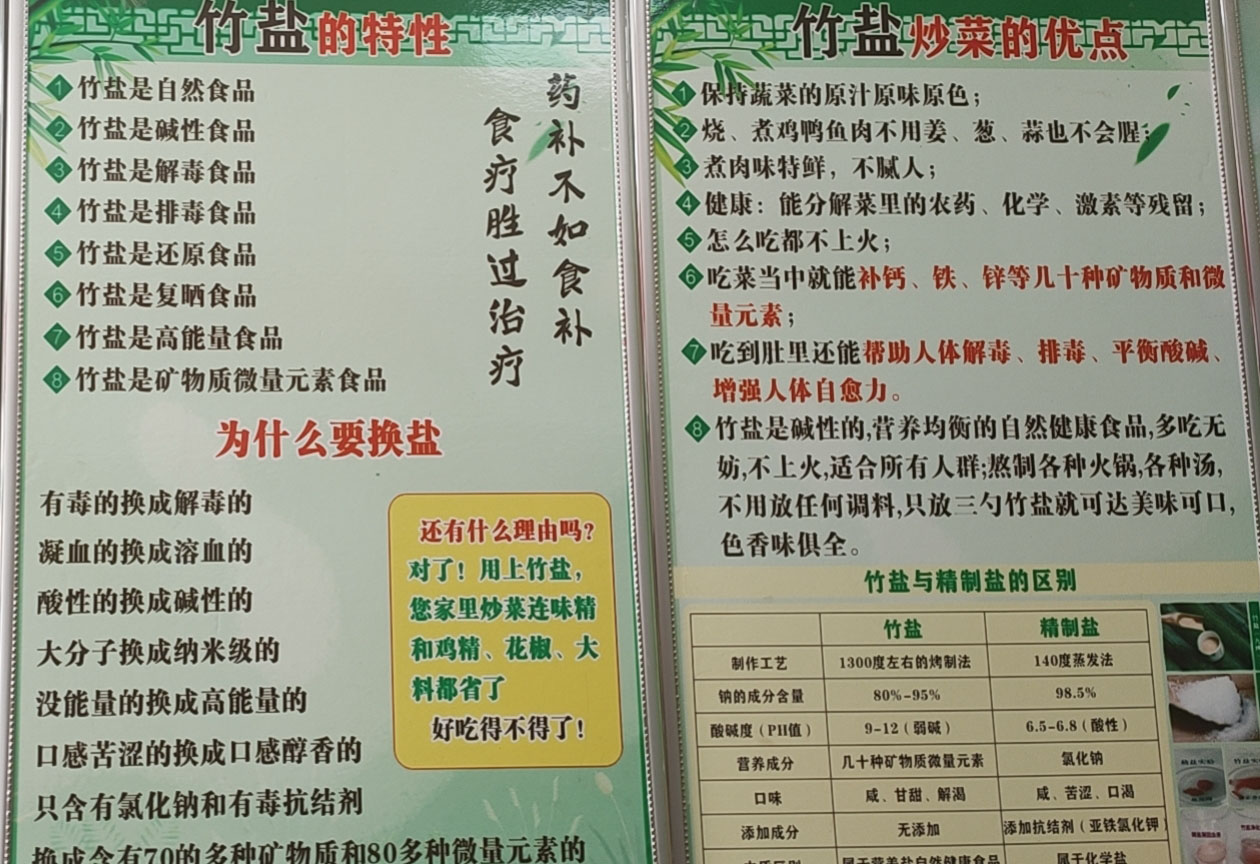 竹盐的特性
1 竹盐是自然食品
2 竹盐是碱性食品
3 竹盐是解毒食品
4 竹盐是排毒食品
5 竹盐是还原食品
6 竹盐是复晒食品
7 竹盐是高能量食品
8 竹盐是矿物质微量元素食品
药补不如食补
食疗胜过治疗
为什么要换盐
有毒的换成解毒的
凝血的换成溶血的
酸性的换成碱性的
大分子换成纳米级的
没能量的换成高能量的
口感苦涩的换成口感醇香的
只含有氯化钠和有毒抗结剂
换成含有70的多种矿物质和80多种微量元素的
还有什么理由吗?
对了!用上竹盐,
您家里炒菜连味精
和鸡精、花椒、大
料都省了
好吃得不得了!
竹盐炒菜的优点
1 保持蔬菜的原汁原味原色;
2 烧、煮鸡鸭鱼肉不用姜、葱、蒜也不会腥;
3 煮肉味特鲜,不腻人;
4 健康:能分解菜里的农药、化学、激素等残留;
5 怎么吃都不上火;
6 吃菜当中就能补钙、铁、锌等几十种矿物质和微
量元素;
7 吃到肚里还能帮助人体解毒、排毒、平衡酸碱、
增强人体自愈力。
8 竹盐是碱性的,营养均衡的自然健康食品,多吃无
妨,不上火,适合所有人群;熬制各种火锅,各种汤,
不用放任何调料,只放三勺竹盐就可达美味可口,
色香味俱全。
竹盐与精制盐的区别
竹盐 精制盐
制作工艺 1300度左右的烤制法 140度蒸发法
钠的成分含量 80%-95% 98.5%
酸碱度(PH值) 9-12(弱碱) 6.5-6.8(酸性)
营养成分 几十种矿物质微量元素 氯化钠
口味 咸、甘甜、解渴 咸、苦涩、口渴
添加成分 无添加 添加抗结剂(亚铁氯化钾)
属于营养盐自然健康食品 属于化学盐